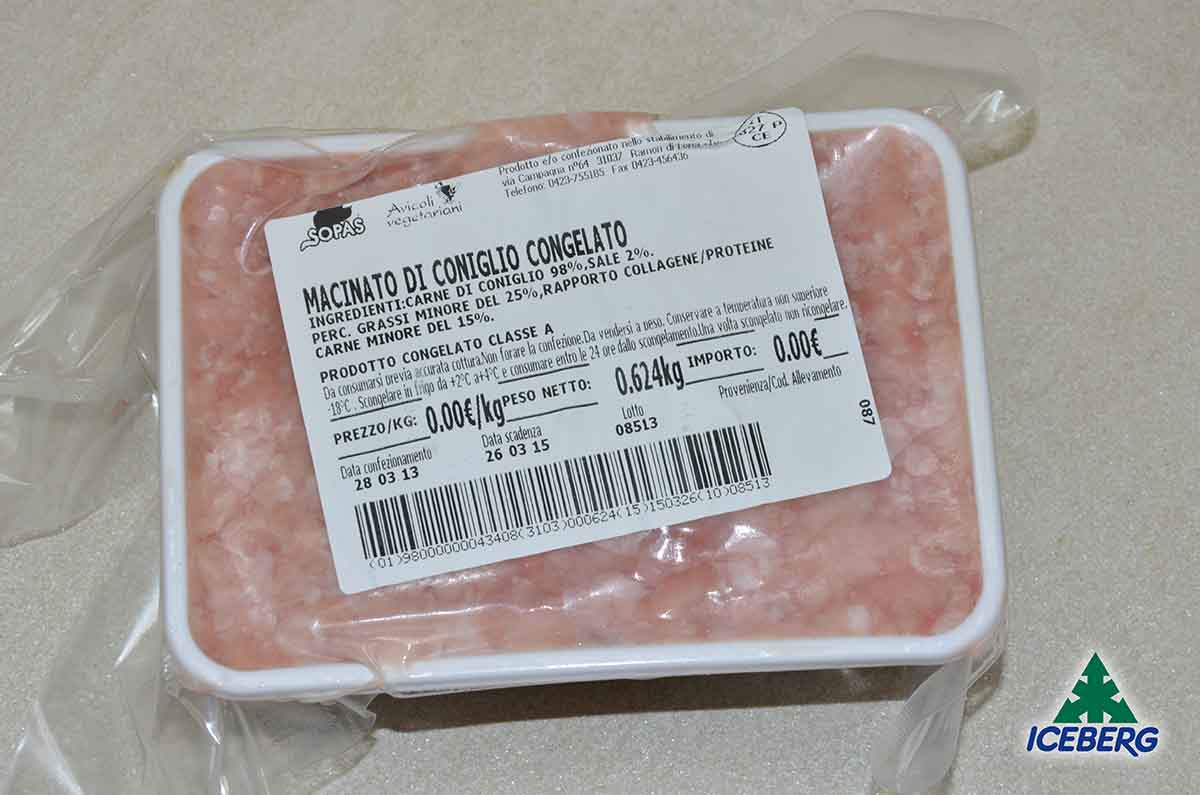 Prodotto e/o confezionato nello stabilimento di
via Campagna n°64 31037 Ramon di Loria
Telefono: 0423-755185 Fax 0423-456436
CE
SOPAS
Avicoli
vegetariani
MACINATO DI CONIGLIO CONGELATO
INGREDIENTI:CARNE DI CONIGLIO 98%,SALE 2%.
PERC. GRASSI MINORE DEL 25%,RAPPORTO COLLAGENE/PROTEINE
CARNE MINORE DEL 15%.
PRODOTTO CONGELATO CLASSE A
Da consumarsi previa accurata cottura.Non forare la confezione.Da vendersi a peso. Conservare a temperatura non superiore
-18°C . Scongelare in frigo da +2°C a+4°C e consumare entro le 24 ore dallo scongelamento.Una volta scongelato non ricongelare.
PREZZO/KG: 0.00€/kg PESO NETTO: 0.624kg IMPORTO: 0.00€
Data confezionamento Data scadenza Lotto Provenienza/Cod. Allevamento
28 03 13 26 03 15 08513
087
(01)98000000043408(3103)000624(15)150326(10)08513
ICEBERG